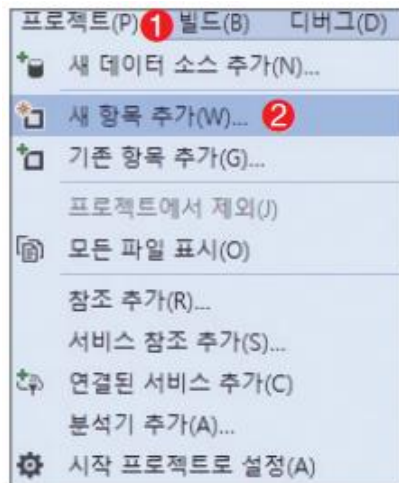 프로젝트(P) 1 빌드(B) 디버그(D)
새 데이터 소스 추가(N)...
새 항목 추가(W)... 2
기존 항목 추가(G)...
프로젝트에서 제외(J)
모든 파일 표시(O)
참조 추가(R)...
서비스 참조 추가(S)...
연결된 서비스 추가(C)
분석기 추가(A)...
시작 프로젝트로 설정(A)